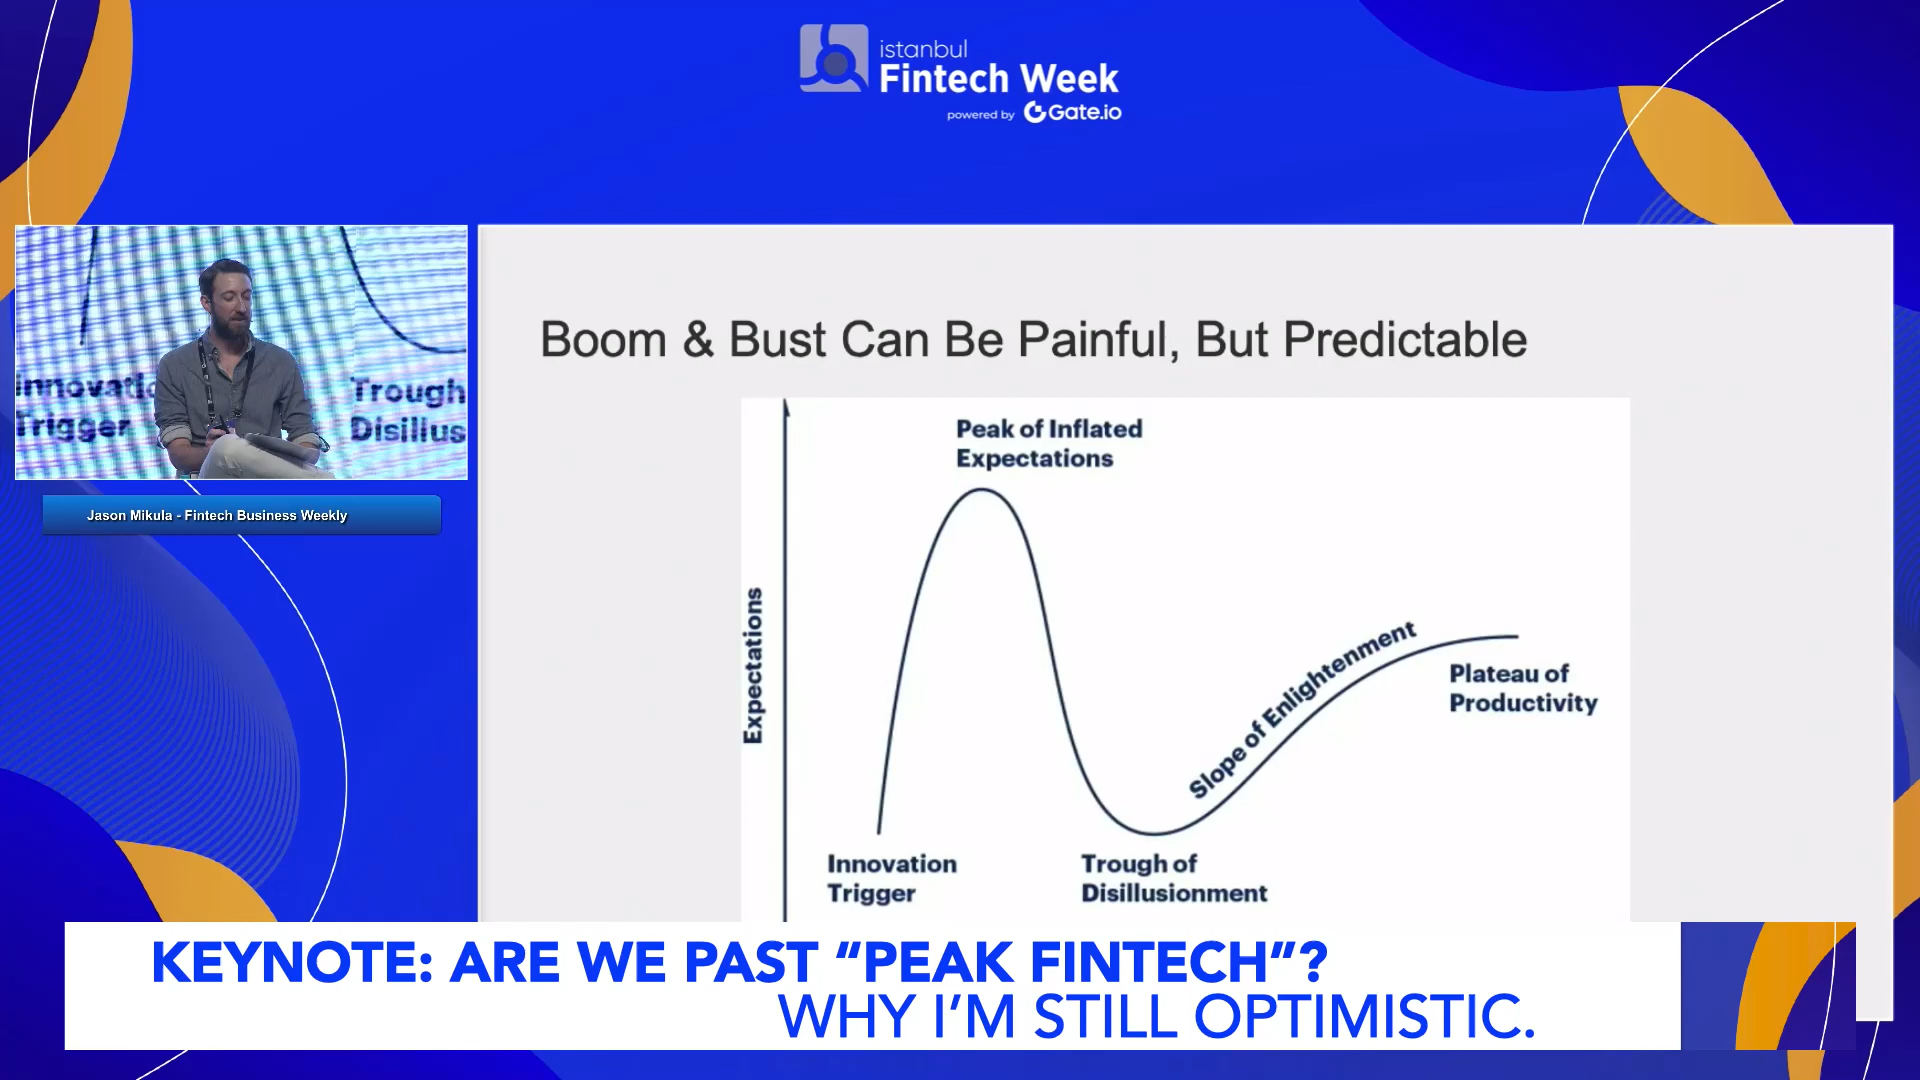 istanbul
Fintech Week
powered by Gate.io
Innovatio
Trigger
Trough
Disillus
Jason Mikula - Fintech Business Weekly
Boom & Bust Can Be Painful, But Predictable
Peak of Inflated
Expectations
Expectations
Slope of Enlightenment
Plateau of
Productivity
Innovation
Trigger
Trough of
Disillusionment
KEYNOTE: ARE WE PAST “PEAK FINTECH“?
WHY I’M STILL OPTIMISTIC.